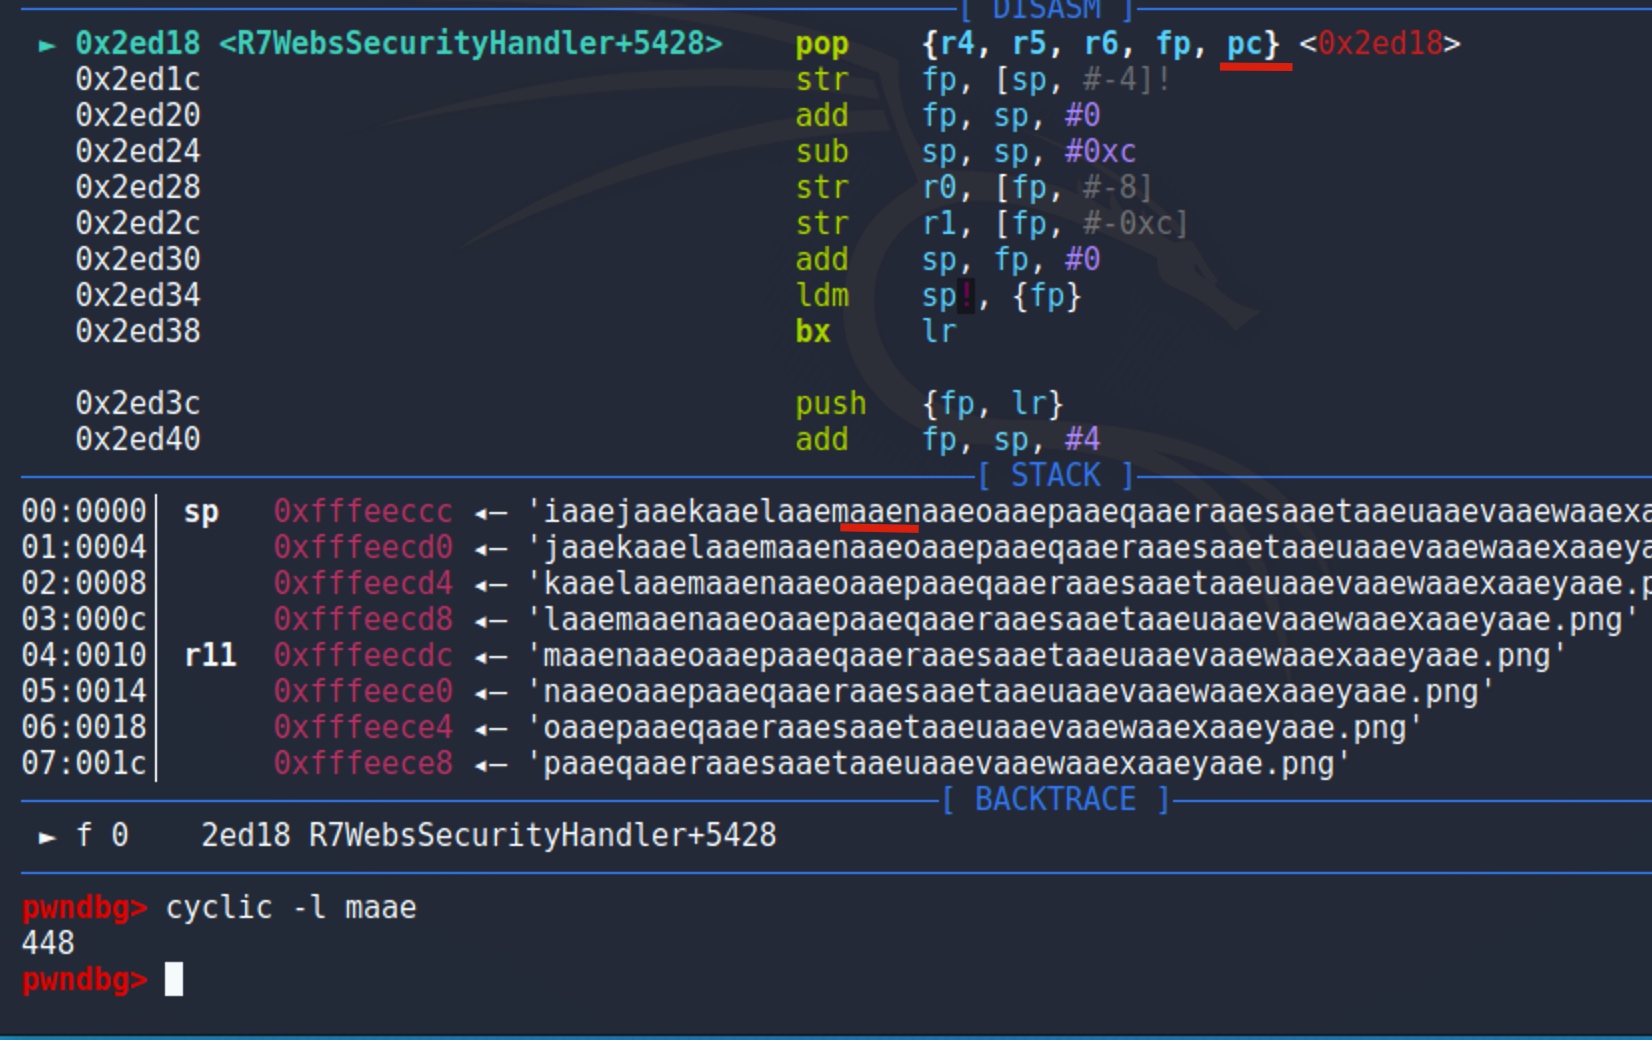 [ DISASM ]
► 0x2ed18 <R7WebsSecurityHandler+5428> pop {r4, r5, r6, fp, pc} <0x2ed18>
0x2ed1c str fp, [sp, #-4]!
0x2ed20 add fp, sp, #0
0x2ed24 sub sp, sp, #0xc
0x2ed28 str r0, [fp, #-8]
0x2ed2c str r1, [fp, #-0xc]
0x2ed30 add sp, fp, #0
0x2ed34 ldm sp!, {fp}
0x2ed38 bx lr
0x2ed3c push {fp, lr}
0x2ed40 add fp, sp, #4
[ STACK ]
00:0000│ sp 0xfffeeccc ◂— 'iaaejaaekaaelaaemaaenaaeoaaepaaeqaaeraaesaaetaaeuaaevaaewaaexa
01:0004│ 0xfffeecd0 ◂— 'jaaekaaelaaemaaenaaeoaaepaaeqaaeraaesaaetaaeuaaevaaewaaexaaeya
02:0008│ 0xfffeecd4 ◂— 'kaaelaaemaaenaaeoaaepaaeqaaeraaesaaetaaeuaaevaaewaaexaaeyaae.p
03:000c│ 0xfffeecd8 ◂— 'laaemaaenaaeoaaepaaeqaaeraaesaaetaaeuaaevaaewaaexaaeyaae.png'
04:0010│ r11 0xfffeecdc ◂— 'maaenaaeoaaepaaeqaaeraaesaaetaaeuaaevaaewaaexaaeyaae.png'
05:0014│ 0xfffeece0 ◂— 'naaeoaaepaaeqaaeraaesaaetaaeuaaevaaewaaexaaeyaae.png'
06:0018│ 0xfffeece4 ◂— 'oaaepaaeqaaeraaesaaetaaeuaaevaaewaaexaaeyaae.png'
07:001c│ 0xfffeece8 ◂— 'paaeqaaeraaesaaetaaeuaaevaaewaaexaaeyaae.png'
[ BACKTRACE ]
► f 0 2ed18 R7WebsSecurityHandler+5428
pwndbg> cyclic -l maae
448
pwndbg>